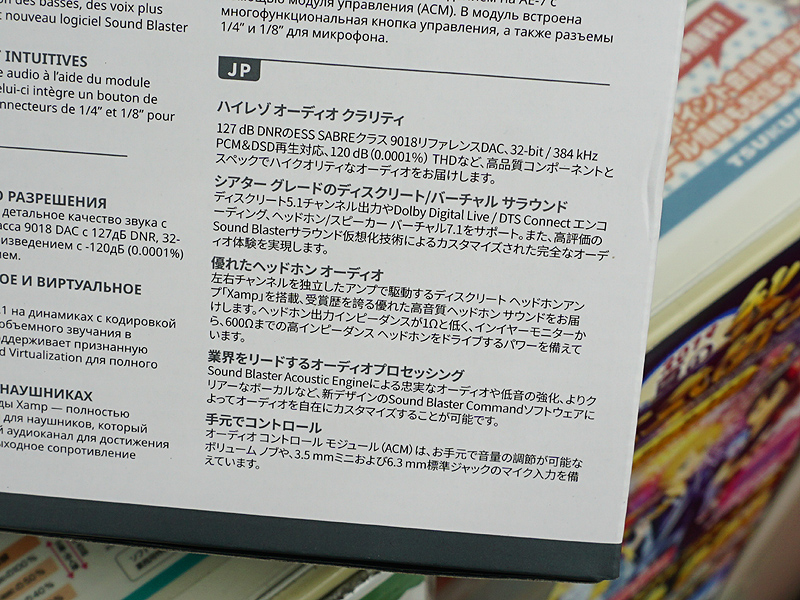 des basses, des voix plus
nouveau logiciel Sound Blaster
INTUITIVES
audio à l'aide du module
elui-ci intègre un bouton de
nnecteurs de 1/4" et 1/8" pour
РАЗРЕШЕНИЯ
детальное качество звука с
асса 9018 DAC с 127дБ DNR, 32-
изведением с -120дБ (0.0001%)
ОЕ И ВИРТУАЛЬНОЕ
.1 на динамиках с кодировкой
объемного звучания в
оддерживает признанную
d Virtualization для полного
НАУШНИКАХ
ды Xamp — полностью
для наушников, который
й аудиоканал для достижения
ыходное сопротивление
модуля управления (ACM). В модуль встроена
многофункциональная кнопка управления, а также разъемы
1/4" и 1/8" для микрофона.
JP
ハイレゾ オーディオ クラリティ
127 dB DNRのESS SABREクラス 9018リファレンスDAC、32-bit / 384 kHz
PCM&DSD再生対応、120 dB (0.0001%) THDなど、高品質コンポーネントと
スペックでハイクオリティなオーディオをお届けします。
シアター グレードのディスクリート/バーチャル サラウンド
ディスクリート5.1チャンネル出力やDolby Digital Live / DTS Connect エンコ
ーディング、ヘッドホン/スピーカー バーチャル7.1をサポート。また、高評価の
Sound Blasterサラウンド仮想化技術によるカスタマイズされた完全なオーデ
ィオ体験を実現します。
優れたヘッドホン オーディオ
左右チャンネルを独立したアンプで駆動するディスクリート ヘッドホンアン
プ「Xamp」を搭載、受賞歴を誇る優れた高音質ヘッドホン サウンドをお届
けします。ヘッドホン出力インピーダンスが1Ωと低く、インイヤーモニターか
ら、600Ωまでの高インピーダンス ヘッドホンをドライブするパワーを備えて
います。
業界をリードするオーディオプロセッシング
Sound Blaster Acoustic Engineによる忠実なオーディオや低音の強化、よりク
リアーなボーカルなど、新デザインのSound Blaster Commandソフトウェアに
よってオーディオを自在にカスタマイズすることが可能です。
手元でコントロール
オーディオ コントロール モジュール (ACM) は、お手元で音量の調節が可能な
ボリューム ノブや、3.5 mmミニおよび6.3 mm標準ジャックのマイク入力を備
えています。